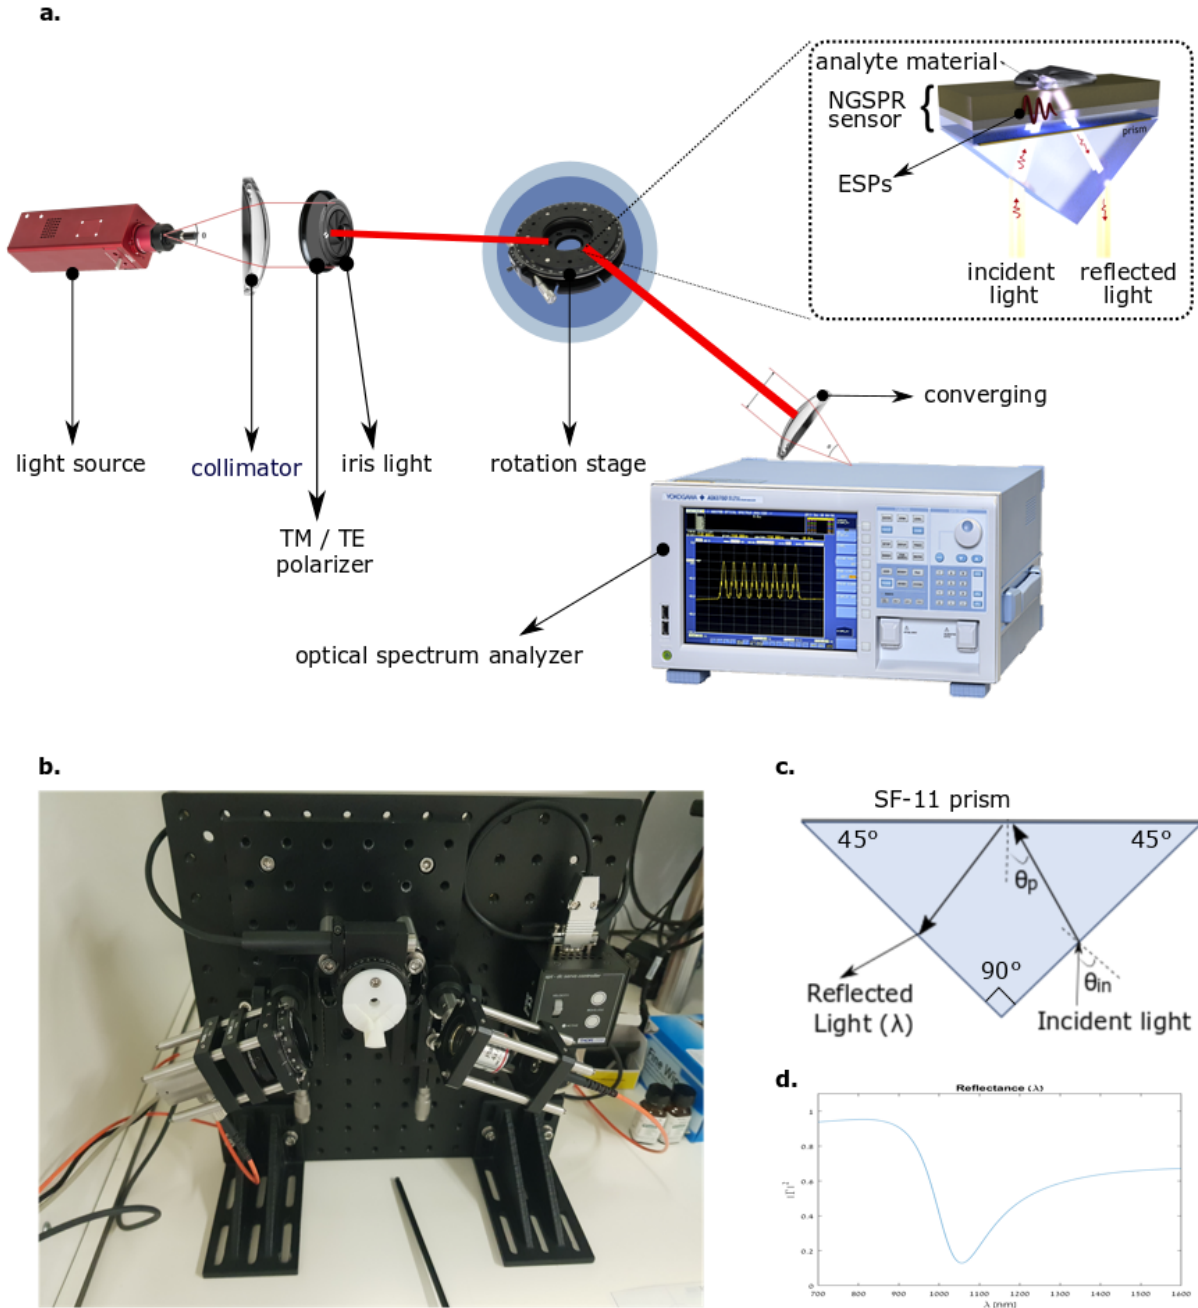 a.
analyte material
NGSPR
sensor
prism
ESPs
incident
light
reflected
light
θ
light source
collimator
iris light
rotation stage
converging
TM / TE
polarizer
optical spectrum analyzer
YOKOGAWA
b.
c.
SF-11 prism
45º
45º
θp
90º
θin
Reflected
Light (λ)
Incident light
d.
Reflectance (λ)
1
0.8
0.6
0.4
0.2
0
700
800
900
1000
1100
1200
1300
1400
1500
1600
λ [nm]
|Γ|²